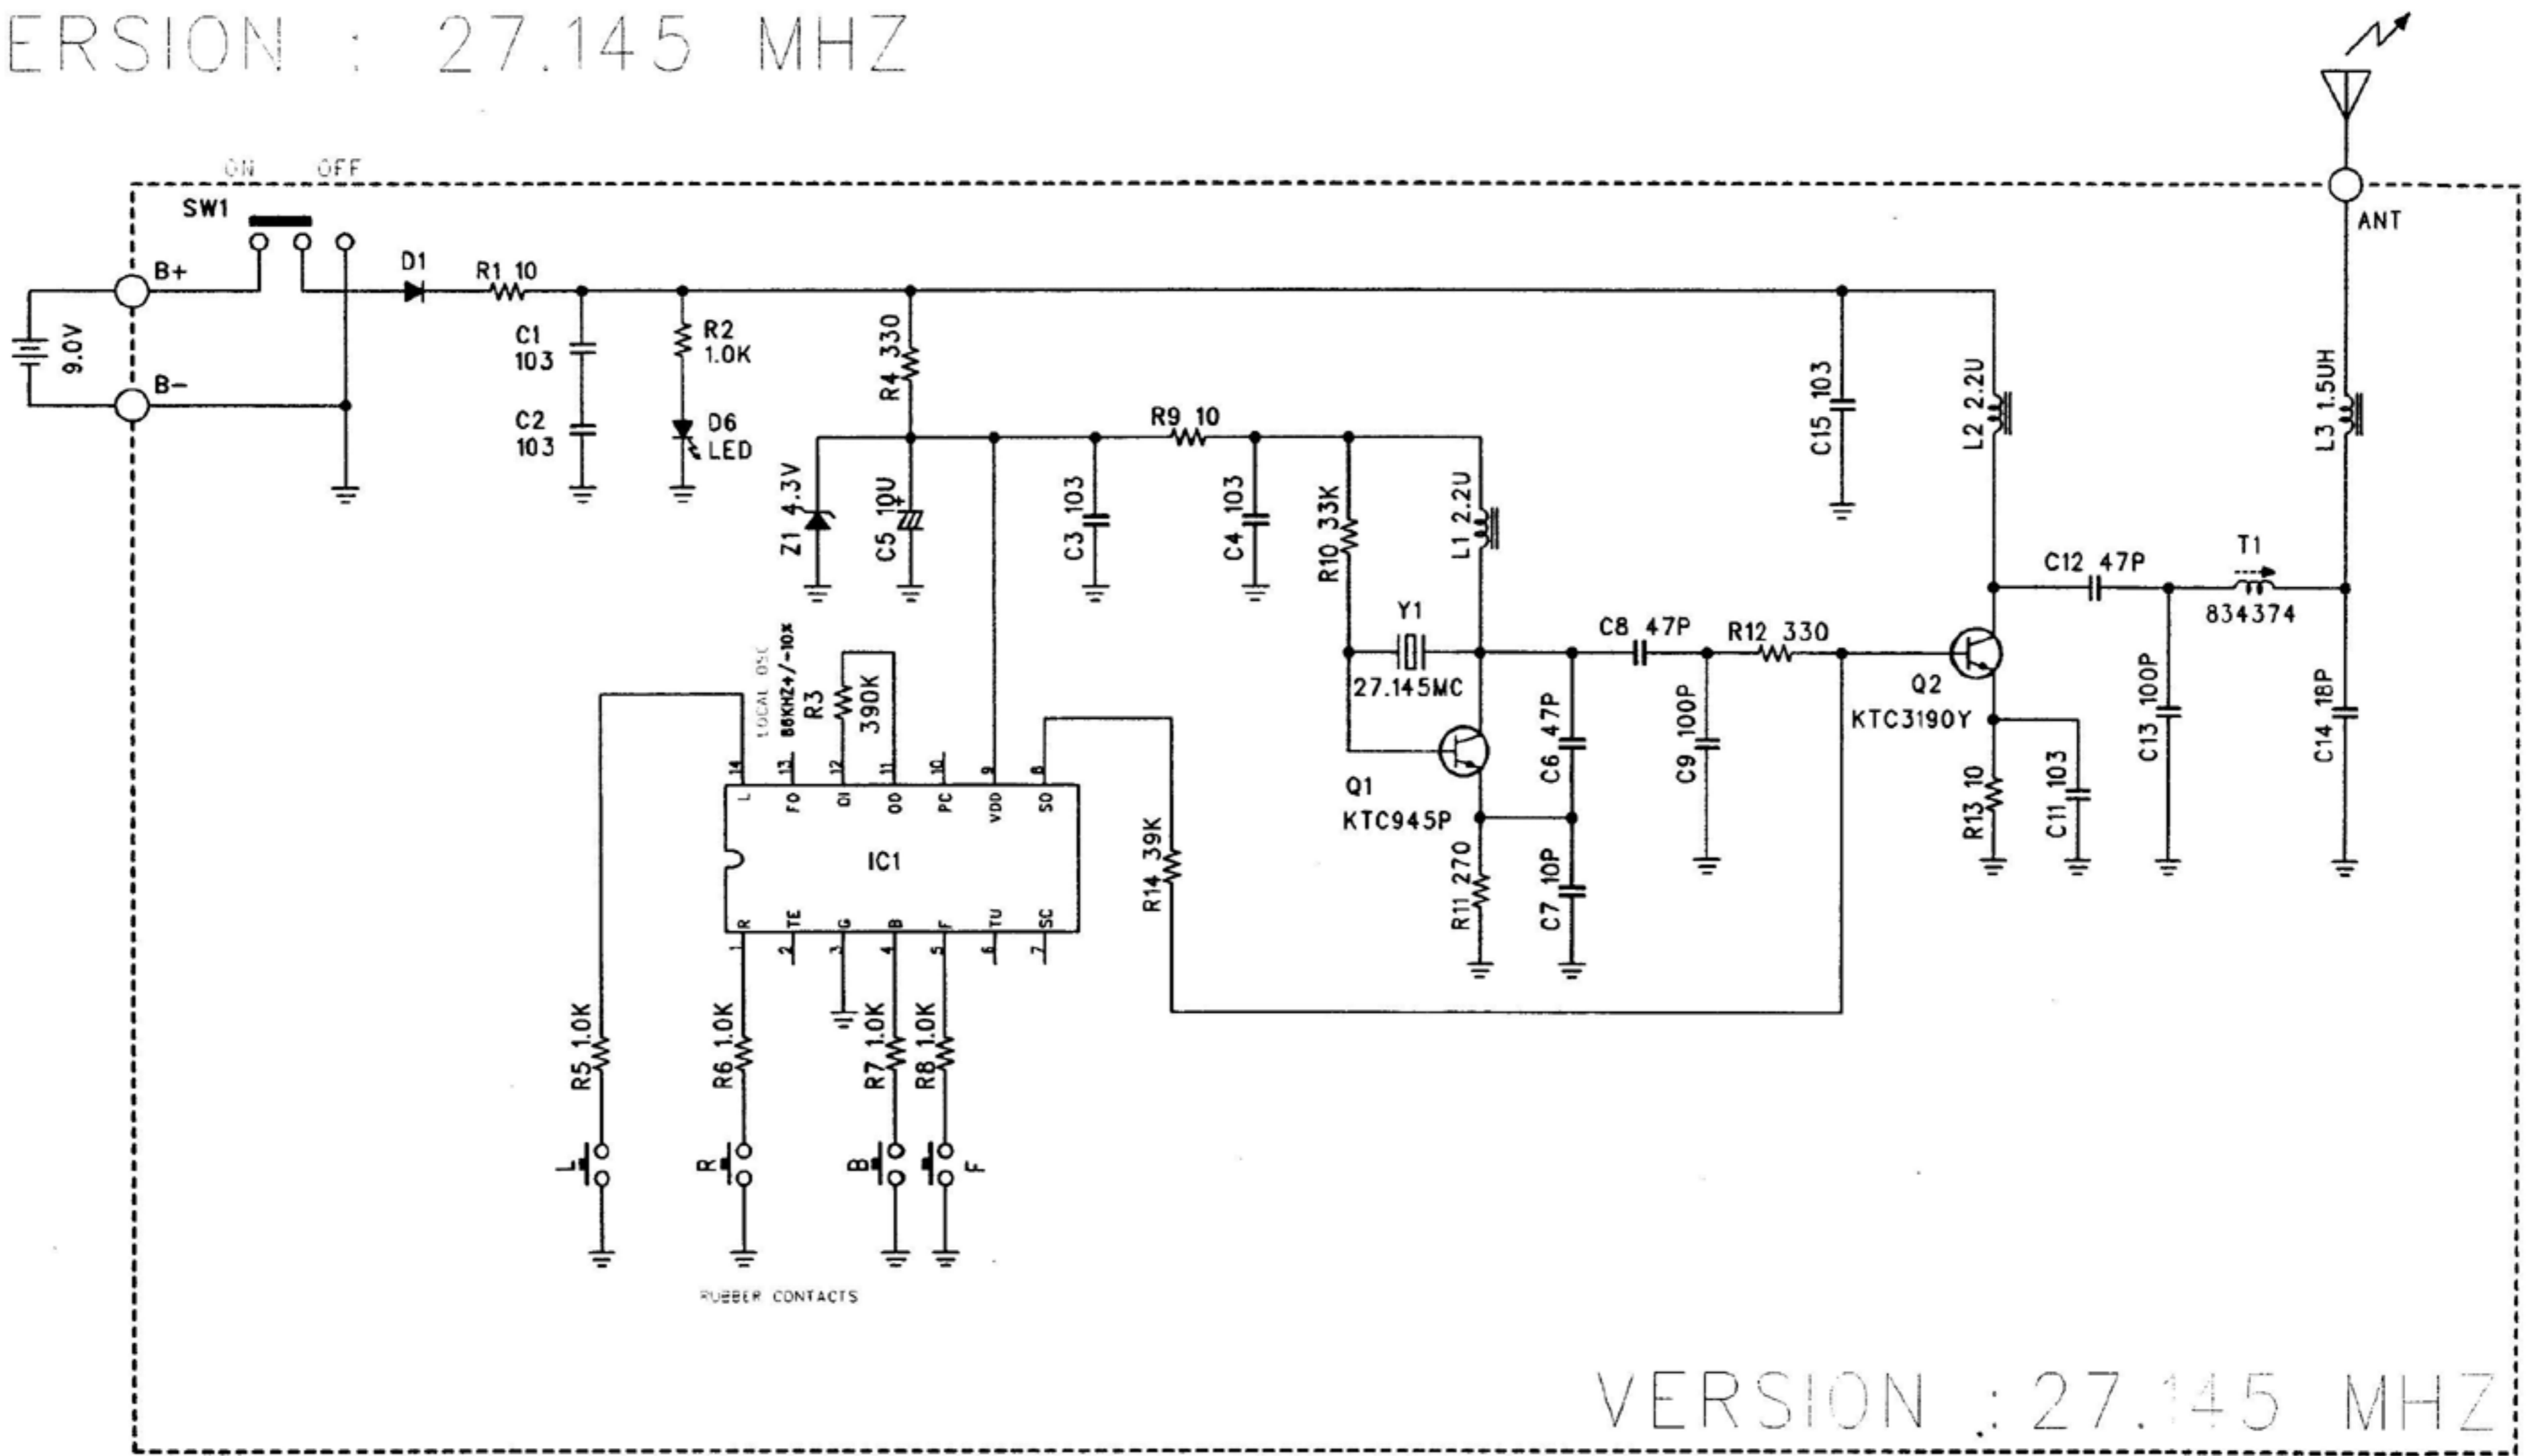 ERSION : 27.145 MHZ
ON OFF
SW1
B+
9.0V
B-
D1
R1 10
C1
103
C2
103
R2
1.0K
D6
LED
R4 330
Z1 4.3V
C5 10U
+
C3 103
R9 10
C4 103
R10 33K
L1 2.2U
C15 103
L2 2.2U
L3 1.5UH
ANT
Y1
27.145MC
Q1
KTC945P
C6 47P
R11 270
C7 10P
C8 47P
C9 100P
R12 330
Q2
KTC3190Y
R13 10
C11 103
C12 47P
C13 100P
T1
834374
C14 18P
LOCAL OSC
R3
390K
14 13 12 11 10 9 8
L FO OI OO PC VDD SO
IC1
R TE G B F TU SC
1 2 3 4 5 6 7
R14 39K
R5 1.0K
R6 1.0K
R7 1.0K
R8 1.0K
L
R
B
F
RUBBER CONTACTS
VERSION : 27.145 MHZ